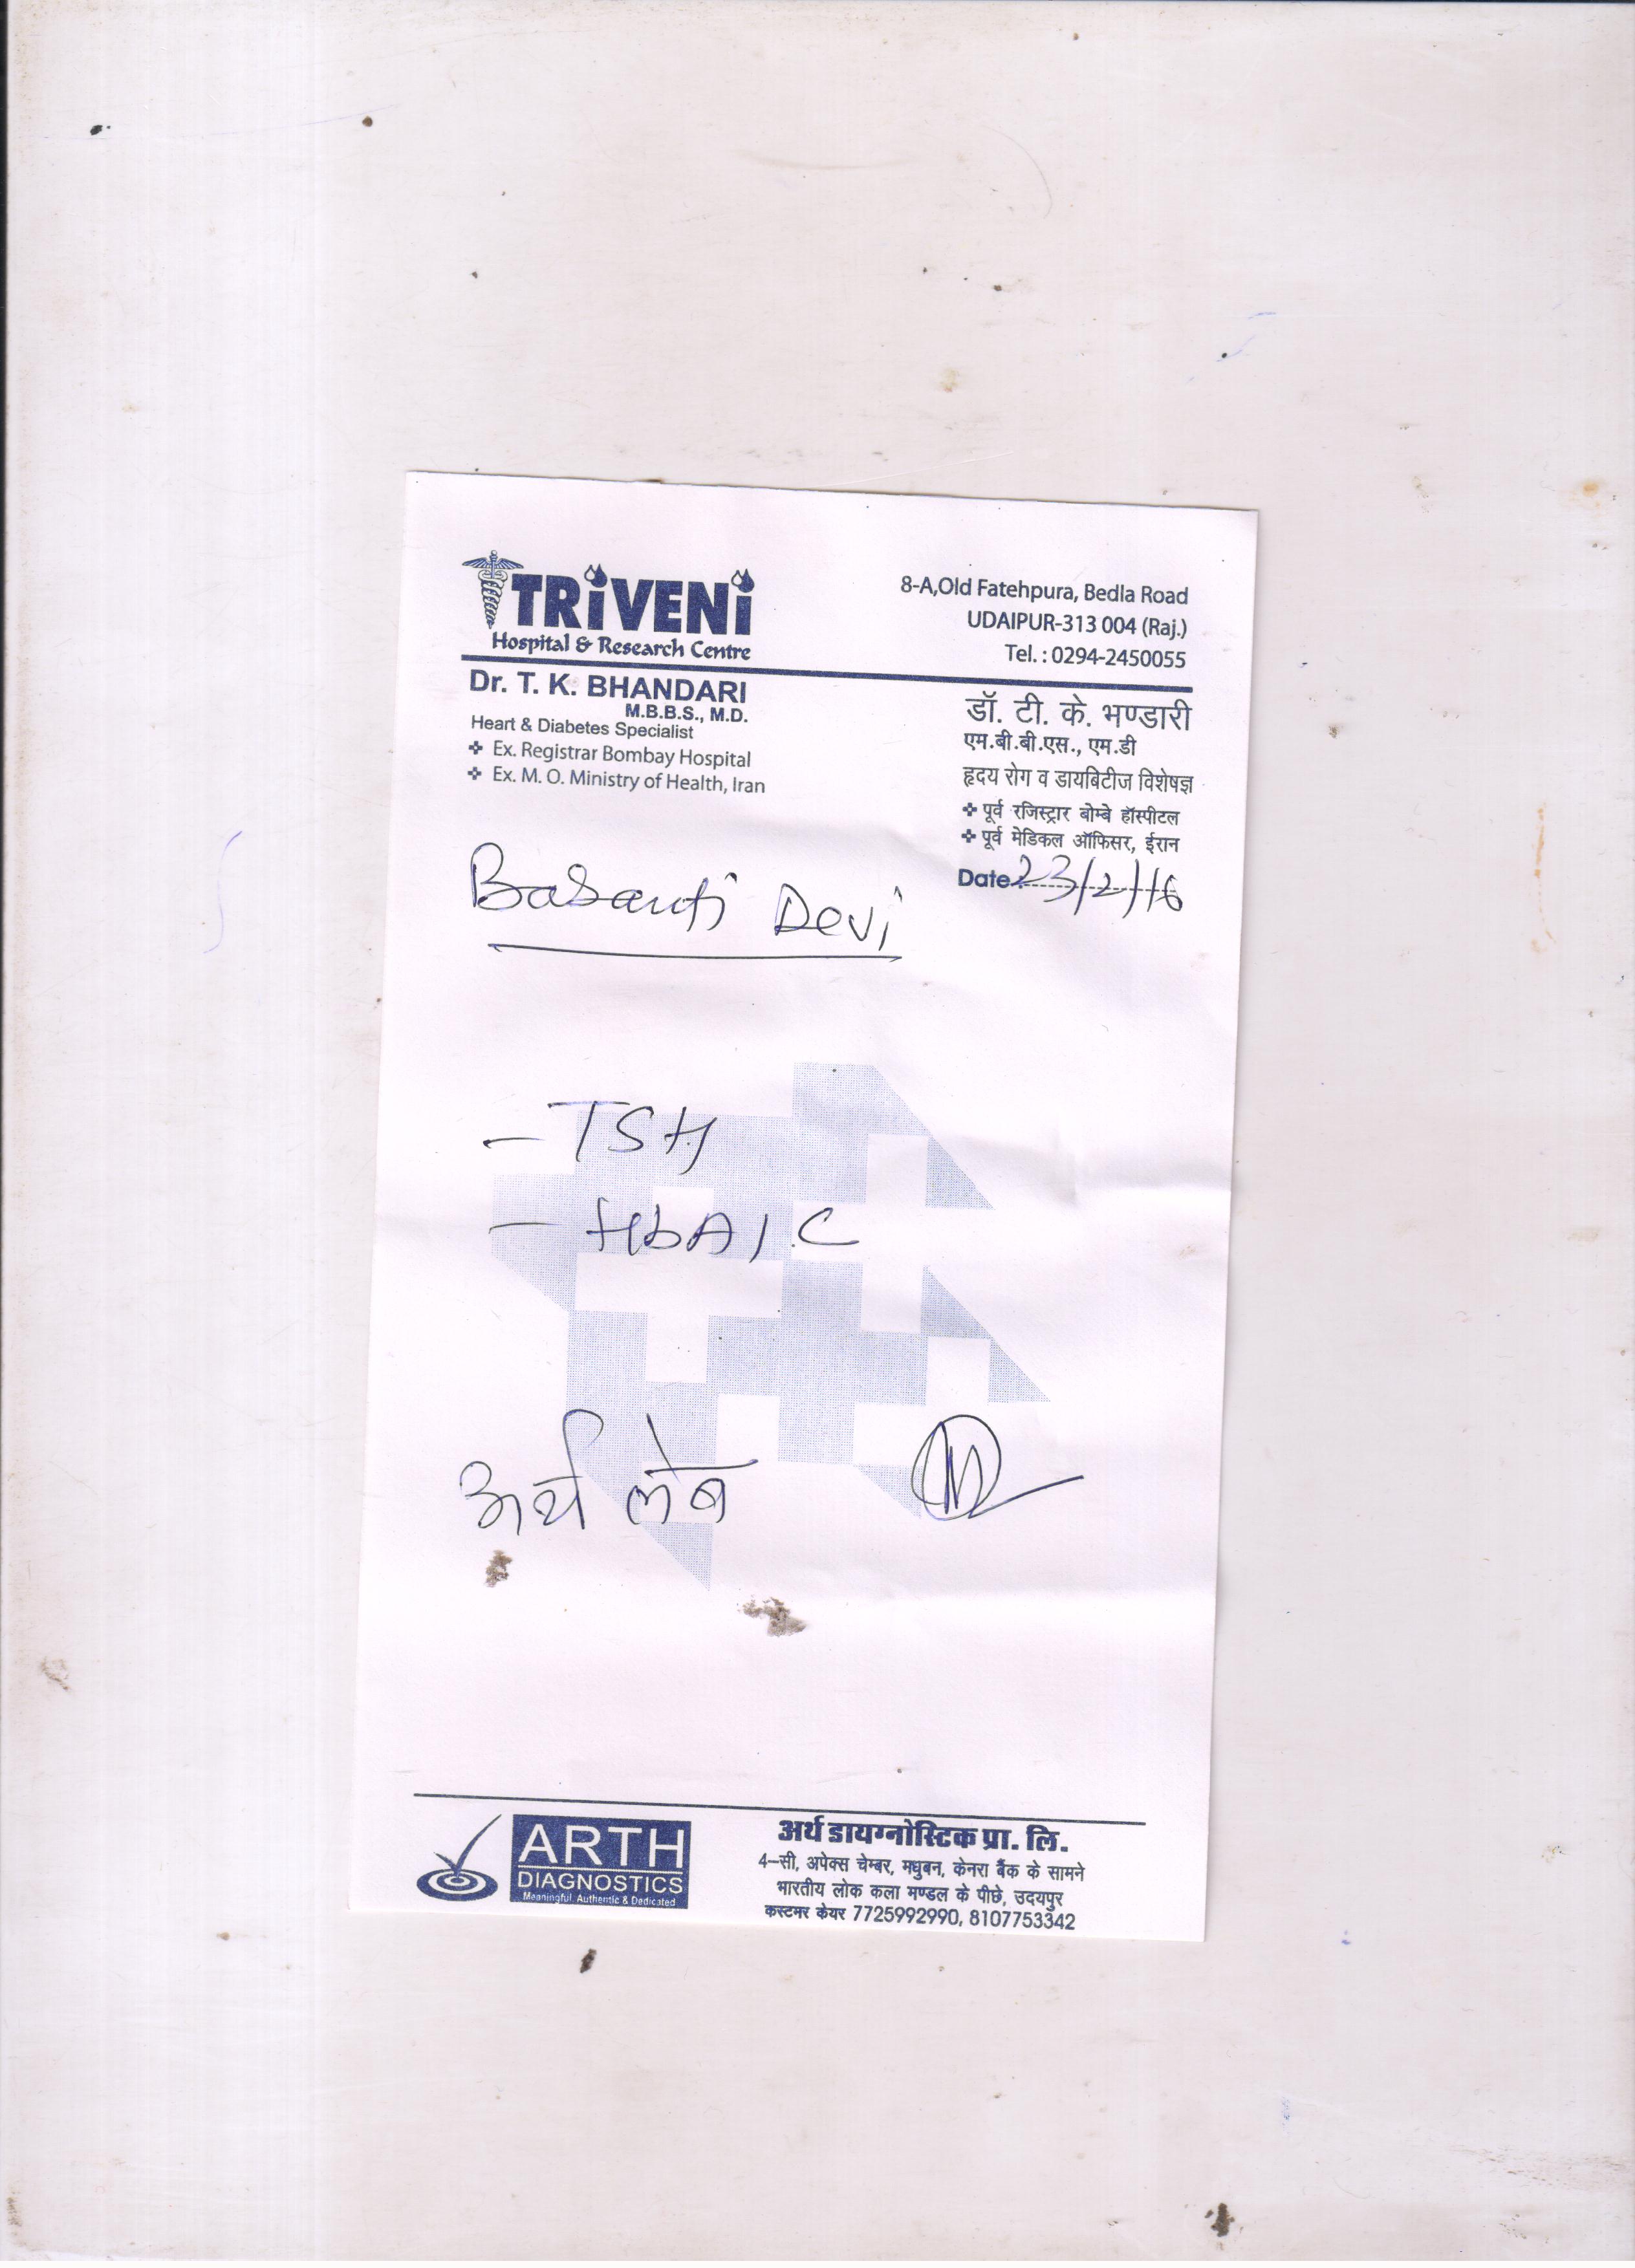 TRiVENi
Hospital & Research Centre
8-A,Old Fatehpura, Bedla Road
UDAIPUR-313 004 (Raj.)
Tel. : 0294-2450055
Dr. T. K. BHANDARI
M.B.B.S., M.D.
Heart & Diabetes Specialist
❖ Ex. Registrar Bombay Hospital
❖ Ex. M. O. Ministry of Health, Iran
डॉ. टी. के. भण्डारी
एम.बी.बी.एस., एम.डी
हृदय रोग व डायबिटीज विशेषज्ञ
❖ पूर्व रजिस्ट्रार बोम्बे हॉस्पीटल
❖ पूर्व मेडिकल ऑफिसर, ईरान
Date : 23/2/16
Basanti Devi
- TSH
- HbA1C
अर्थ लेब
ARTH
DIAGNOSTICS
Meaningful, Authentic & Dedicated
अर्थ डायग्नोस्टिक प्रा. लि.
4–सी, अपेक्स चेम्बर, मधुबन, केनरा बैंक के सामने
भारतीय लोक कला मण्डल के पीछे, उदयपुर
कस्टमर केयर 7725992990, 8107753342